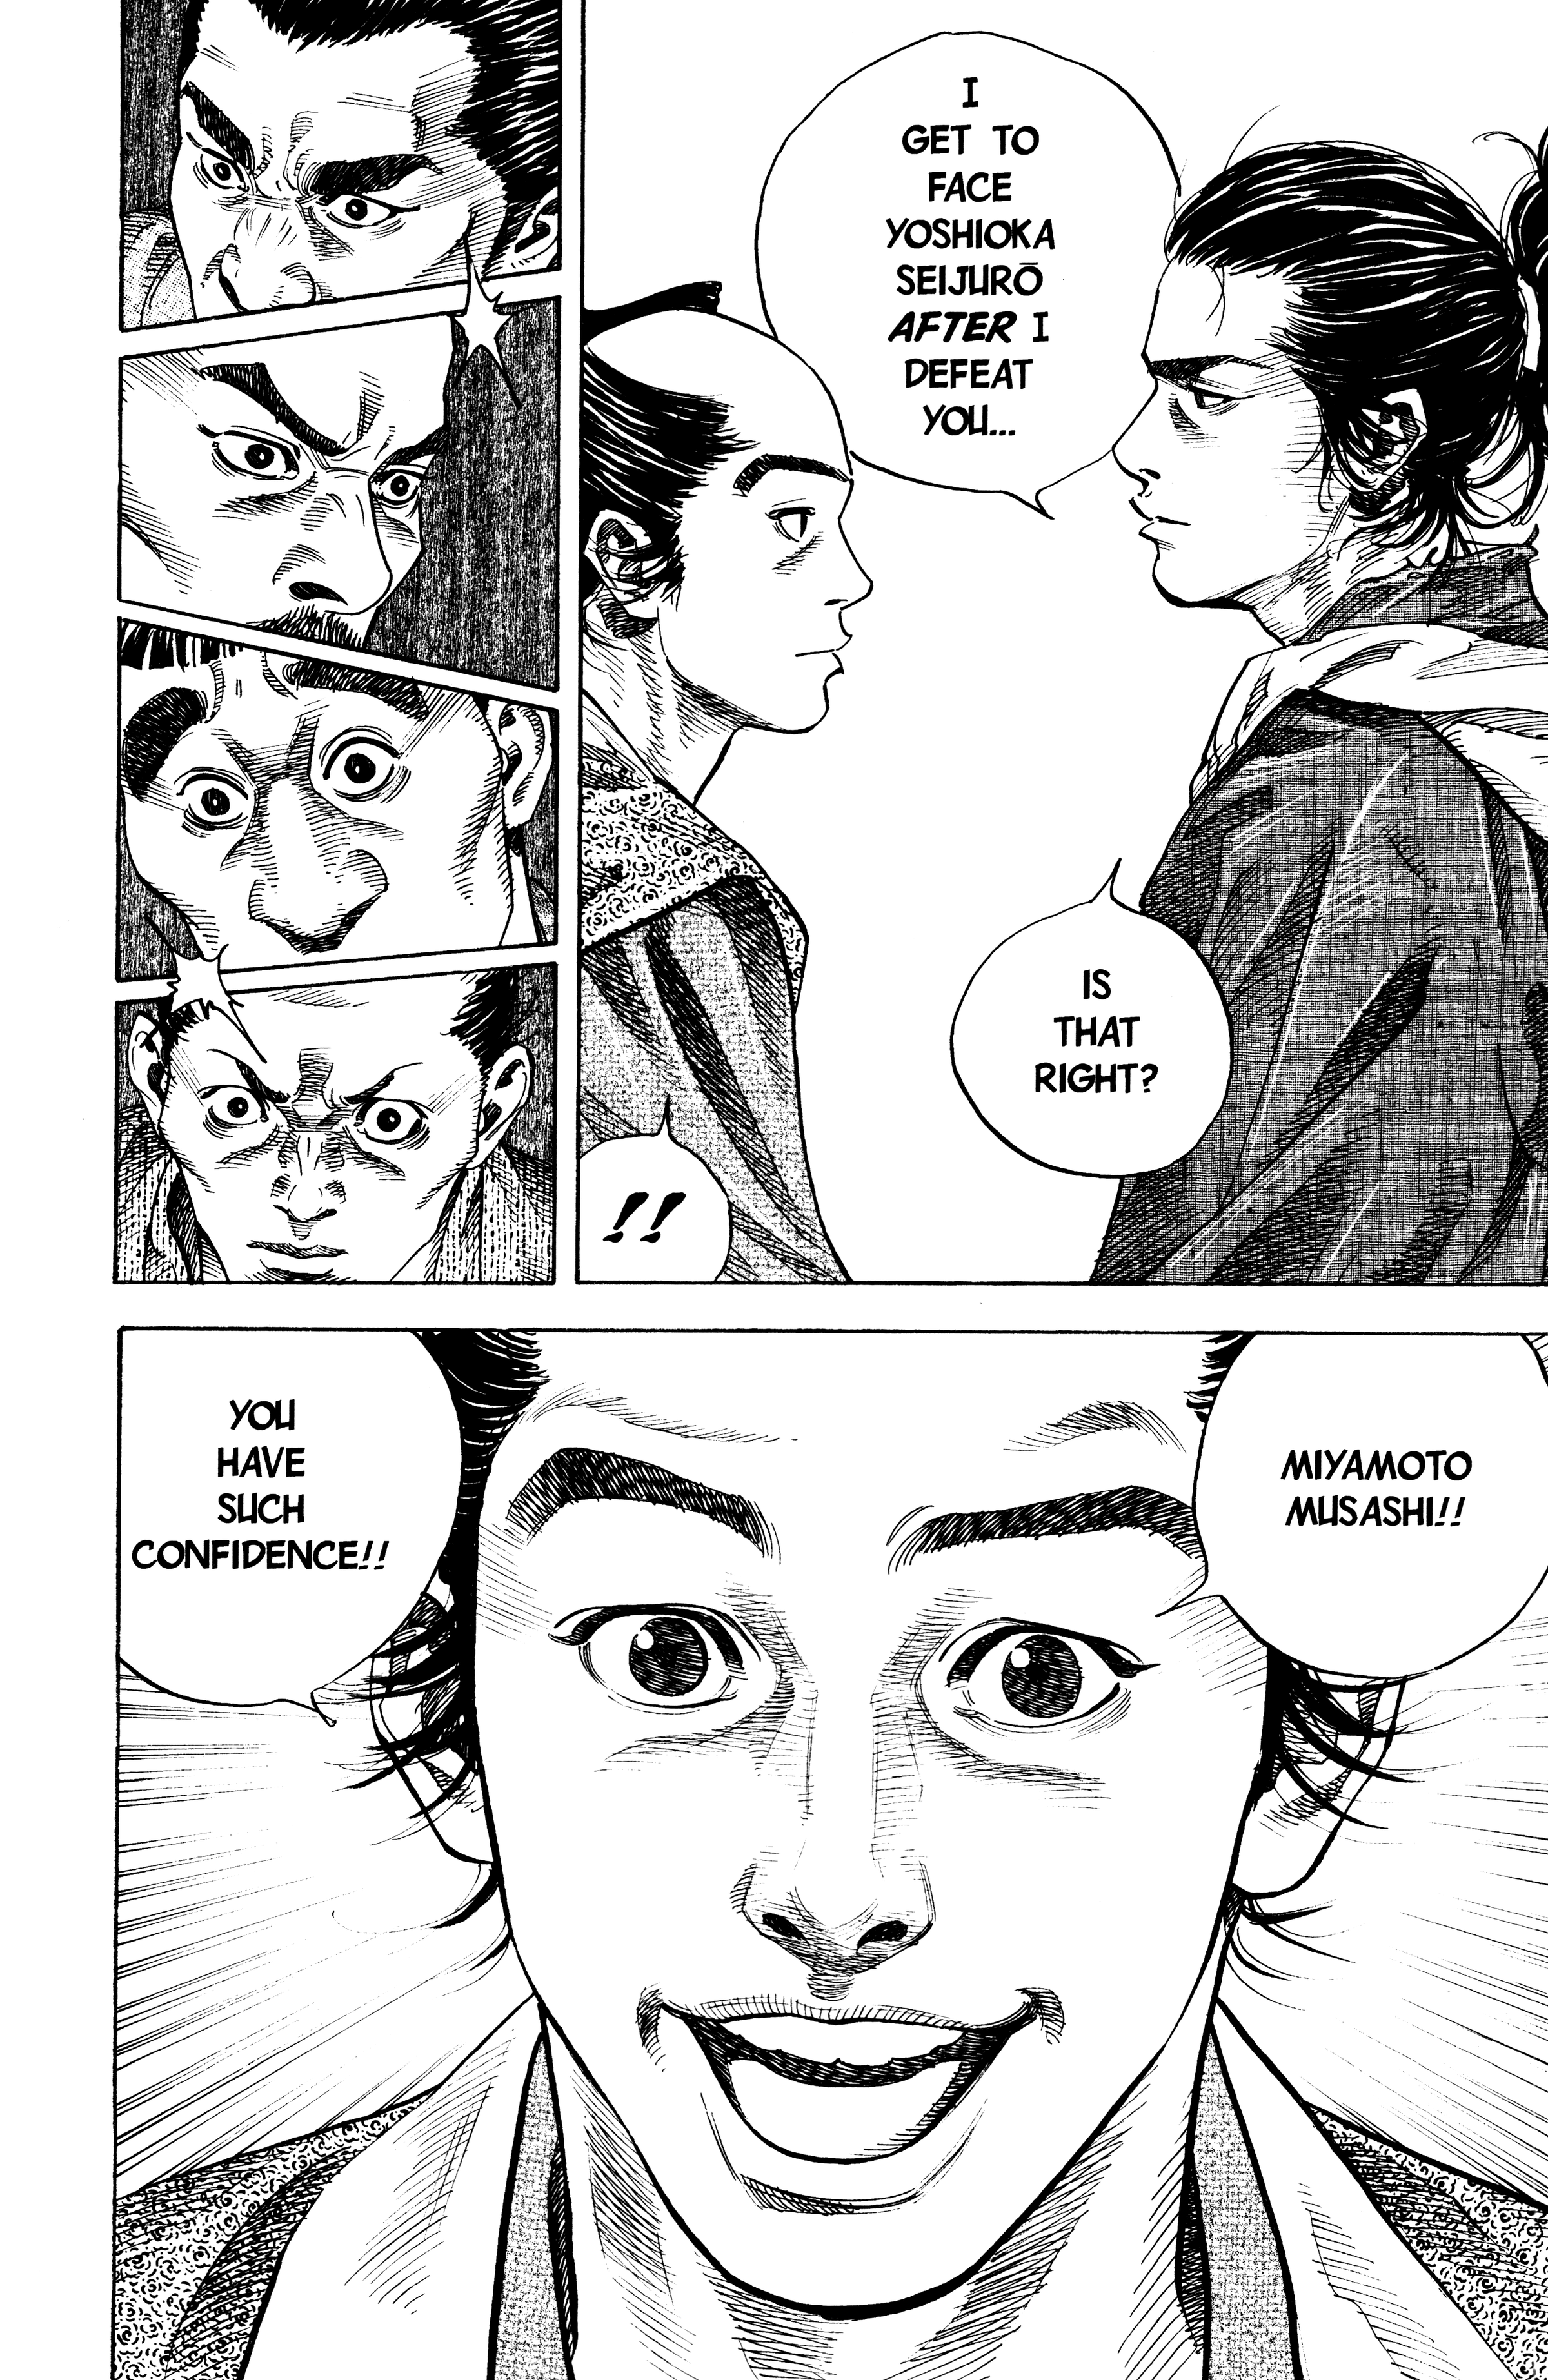 I
GET TO
FACE
YOSHIOKA
SEIJURŌ
AFTER I
DEFEAT
YOU...
IS
THAT
RIGHT?
!!
MIYAMOTO
MUSASHI!!
YOU
HAVE
SUCH
CONFIDENCE!!